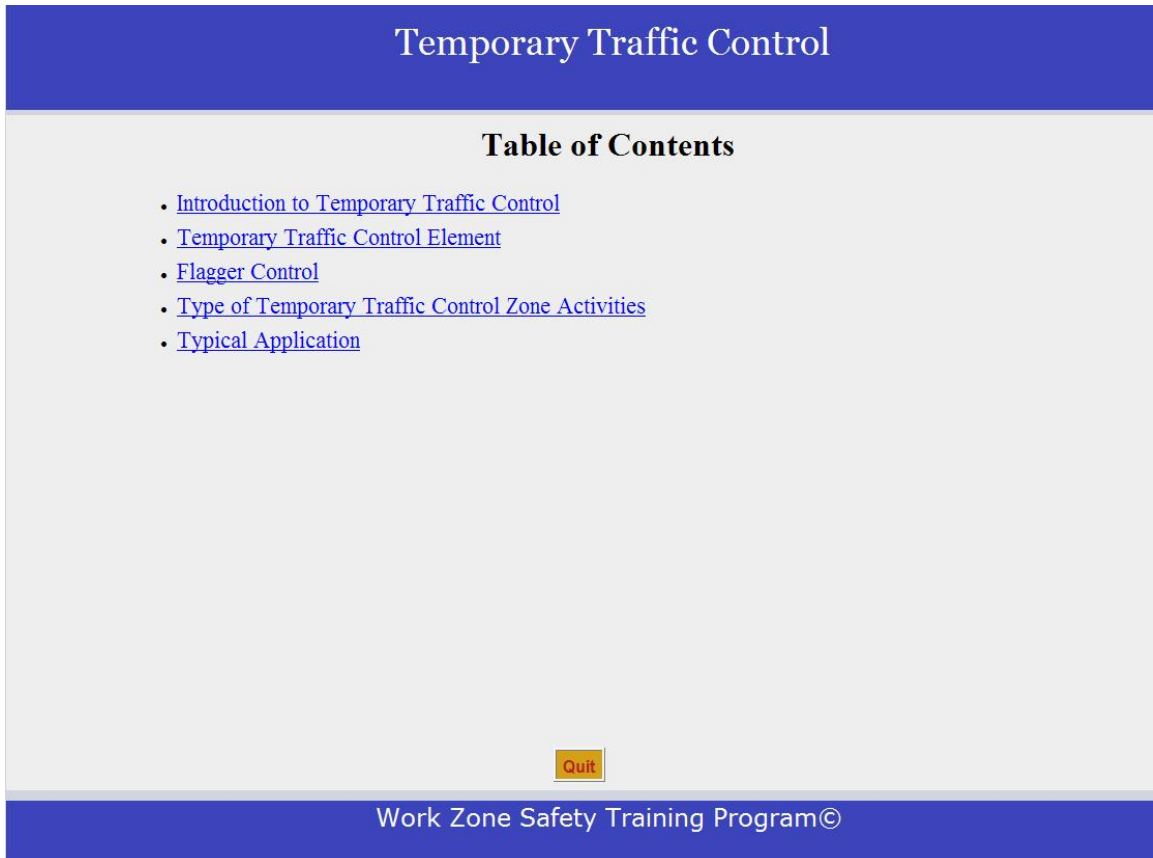 Temporary Traffic Control
Table of Contents
• Introduction to Temporary Traffic Control
• Temporary Traffic Control Element
• Flagger Control
• Type of Temporary Traffic Control Zone Activities
• Typical Application
Quit
Work Zone Safety Training Program©